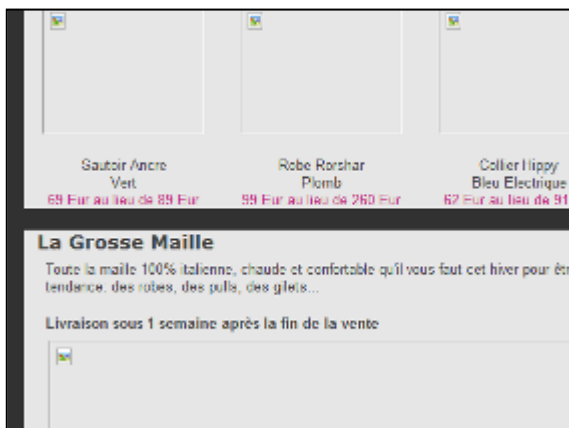 Sautoir Ancre
Vert
69 Eur au lieu de 89 Eur
Robe Rorshar
Plomb
99 Eur au lieu de 260 Eur
Collier Hippy
Bleu Electrique
62 Eur au lieu de 91
La Grosse Maille
Toute la maille 100% italienne, chaude et confortable qu'il vous faut cet hiver pour êtr
tendance: des robes, des pulls, des gilets...
Livraison sous 1 semaine après la fin de la vente